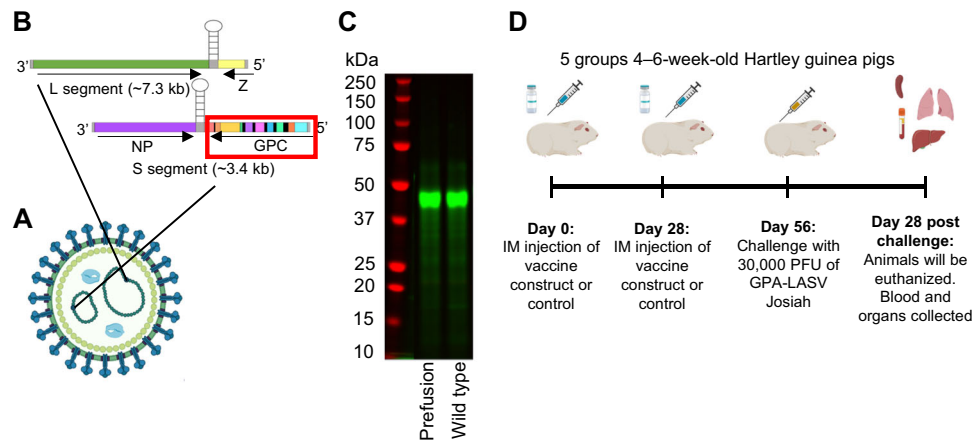 B
3’
5’
L segment (~7.3 kb)
Z
3’
5’
NP
GPC
S segment (~3.4 kb)
A
C
kDa
250
150
100
75
50
37
25
20
15
10
Prefusion
Wild type
D
5 groups 4–6-week-old Hartley guinea pigs
Day 0:
IM injection of
vaccine
construct or
control
Day 28:
IM injection of
vaccine
construct or
control
Day 56:
Challenge with
30,000 PFU of
GPA-LASV
Josiah
Day 28 post
challenge:
Animals will be
euthanized.
Blood and
organs collected